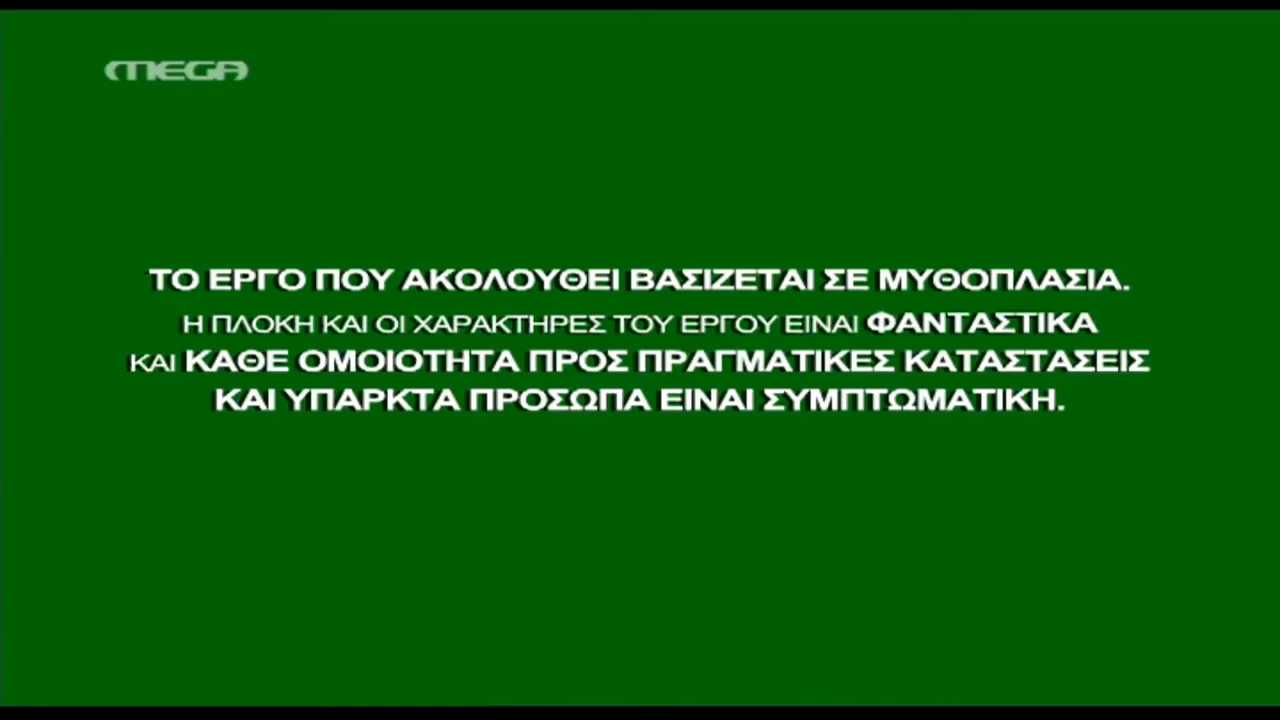 MEGA
ΤΟ ΕΡΓΟ ΠΟΥ ΑΚΟΛΟΥΘΕΙ ΒΑΣΙΖΕΤΑΙ ΣΕ ΜΥΘΟΠΛΑΣΙΑ.
Η ΠΛΟΚΗ ΚΑΙ ΟΙ ΧΑΡΑΚΤΗΡΕΣ ΤΟΥ ΕΡΓΟΥ ΕΙΝΑΙ ΦΑΝΤΑΣΤΙΚΑ
ΚΑΙ ΚΑΘΕ ΟΜΟΙΟΤΗΤΑ ΠΡΟΣ ΠΡΑΓΜΑΤΙΚΕΣ ΚΑΤΑΣΤΑΣΕΙΣ
ΚΑΙ ΥΠΑΡΚΤΑ ΠΡΟΣΩΠΑ ΕΙΝΑΙ ΣΥΜΠΤΩΜΑΤΙΚΗ.